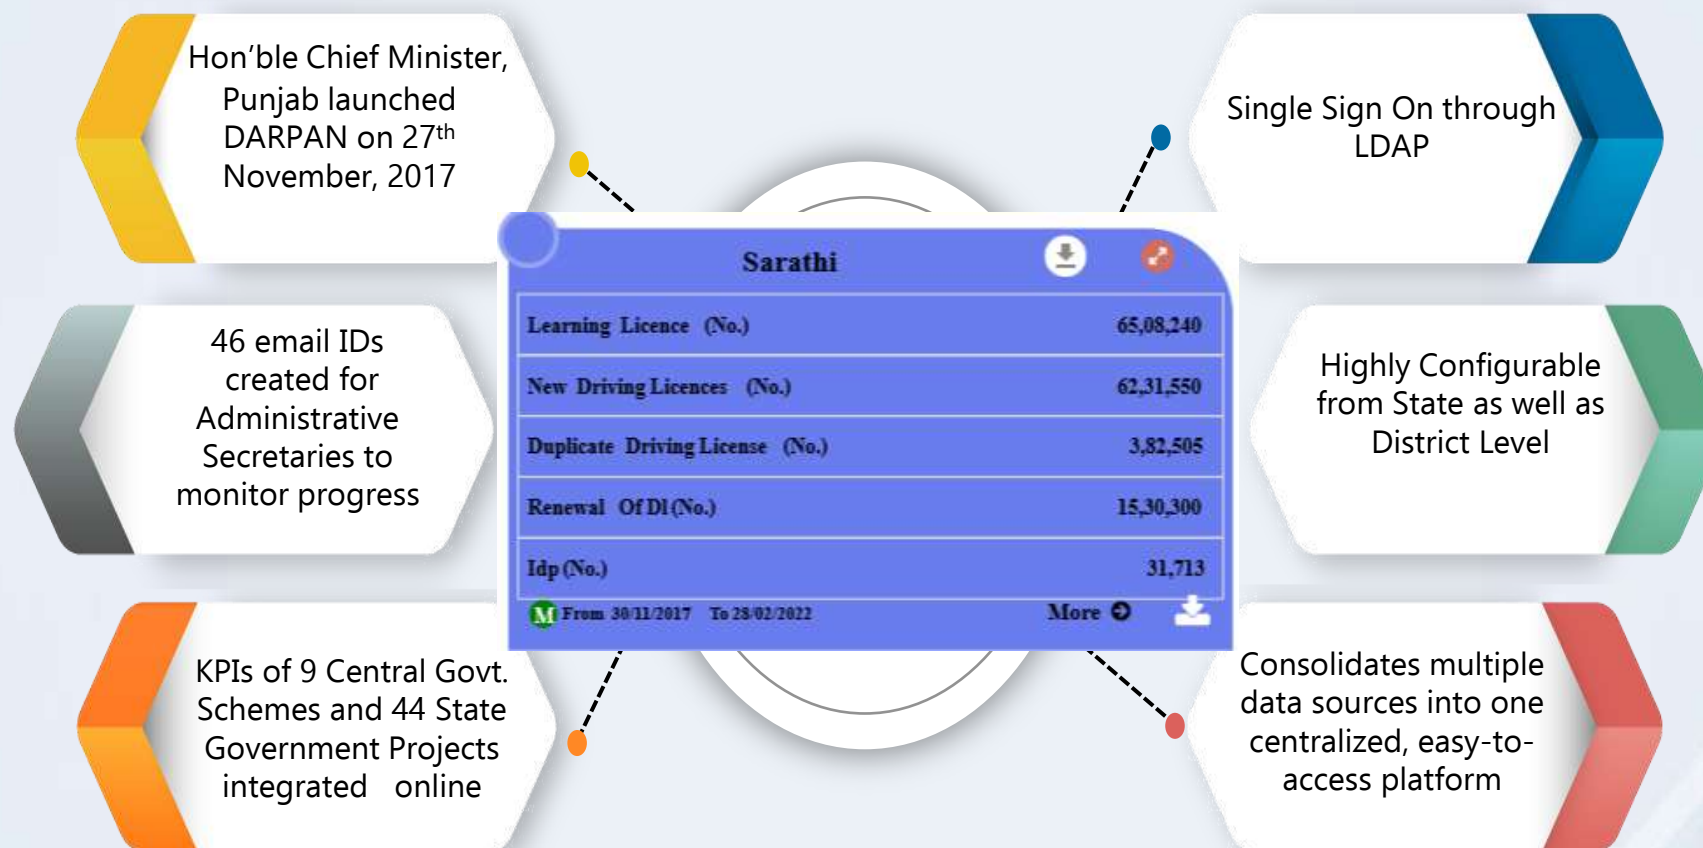 Hon’ble Chief Minister,
Punjab launched
DARPAN on 27th
November, 2017
46 email IDs
created for
Administrative
Secretaries to
monitor progress
KPIs of 9 Central Govt.
Schemes and 44 State
Government Projects
integrated online
Sarathi
Learning Licence (No.) 65,08,240
New Driving Licences (No.) 62,31,550
Duplicate Driving License (No.) 3,82,505
Renewal Of Dl (No.) 15,30,300
Idp (No.) 31,713
M From 30/11/2017 To 28/02/2022 More
Single Sign On through
LDAP
Highly Configurable
from State as well as
District Level
Consolidates multiple
data sources into one
centralized, easy-to-
access platform